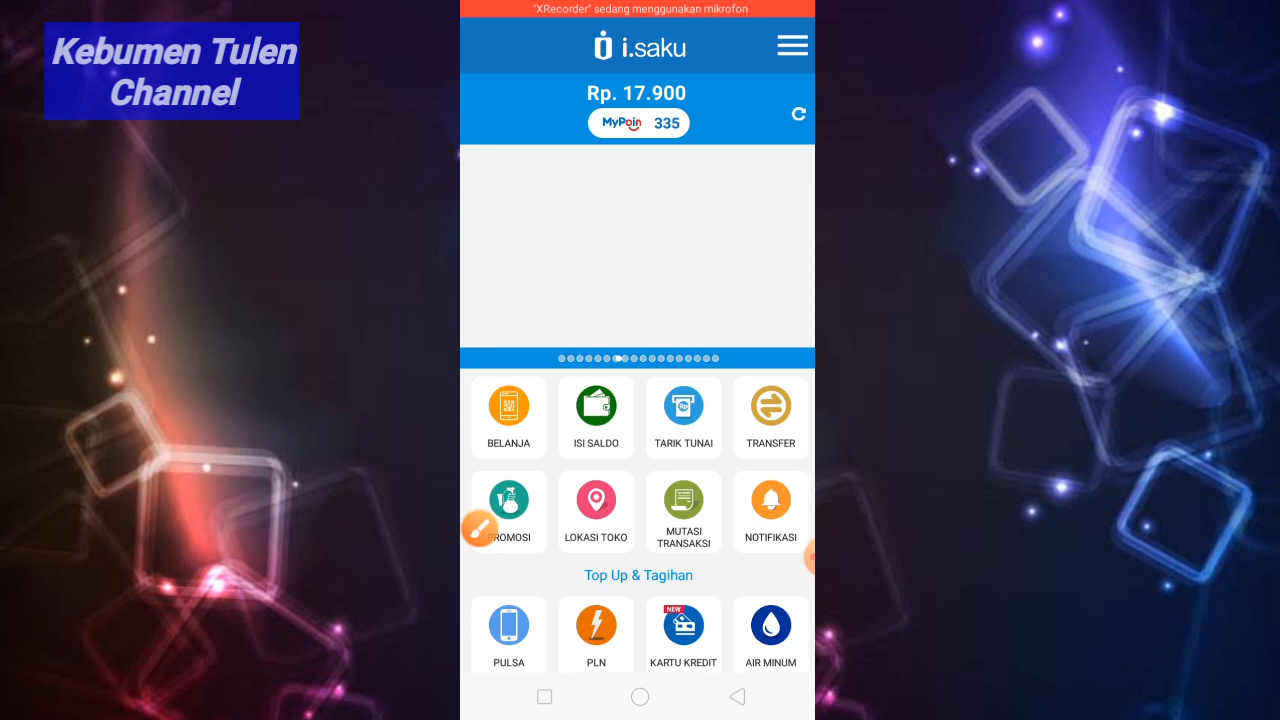 "XRecorder" sedang menggunakan mikrofon
Kebumen Tulen
Channel
i.saku
Rp. 17.900
MyPoin 335
BELANJA
ISI SALDO
Rp
TARIK TUNAI
TRANSFER
PROMOSI
LOKASI TOKO
MUTASI
TRANSAKSI
NOTIFIKASI
Top Up & Tagihan
PULSA
PLN
NEW
KARTU KREDIT
AIR MINUM